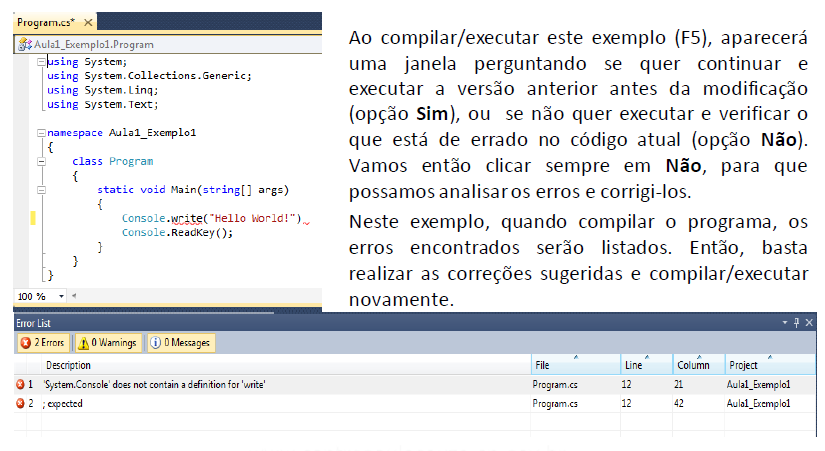 Program.cs*
Aula1_Exemplo1.Program
using System;
using System.Collections.Generic;
using System.Linq;
using System.Text;
namespace Aula1_Exemplo1
{
class Program
{
static void Main(string[] args)
{
Console.write("Hello World!")
Console.ReadKey();
}
}
}
100 %
Ao compilar/executar este exemplo (F5), aparecerá
uma janela perguntando se quer continuar e
executar a versão anterior antes da modificação
(opção Sim), ou se não quer executar e verificar o
que está de errado no código atual (opção Não).
Vamos então clicar sempre em Não, para que
possamos analisar os erros e corrigi-los.
Neste exemplo, quando compilar o programa, os
erros encontrados serão listados. Então, basta
realizar as correções sugeridas e compilar/executar
novamente.
Error List
2 Errors 0 Warnings 0 Messages
Description File Line Column Project
1 'System.Console' does not contain a definition for 'write' Program.cs 12 21 Aula1_Exemplo1
2 ; expected Program.cs 12 42 Aula1_Exemplo1